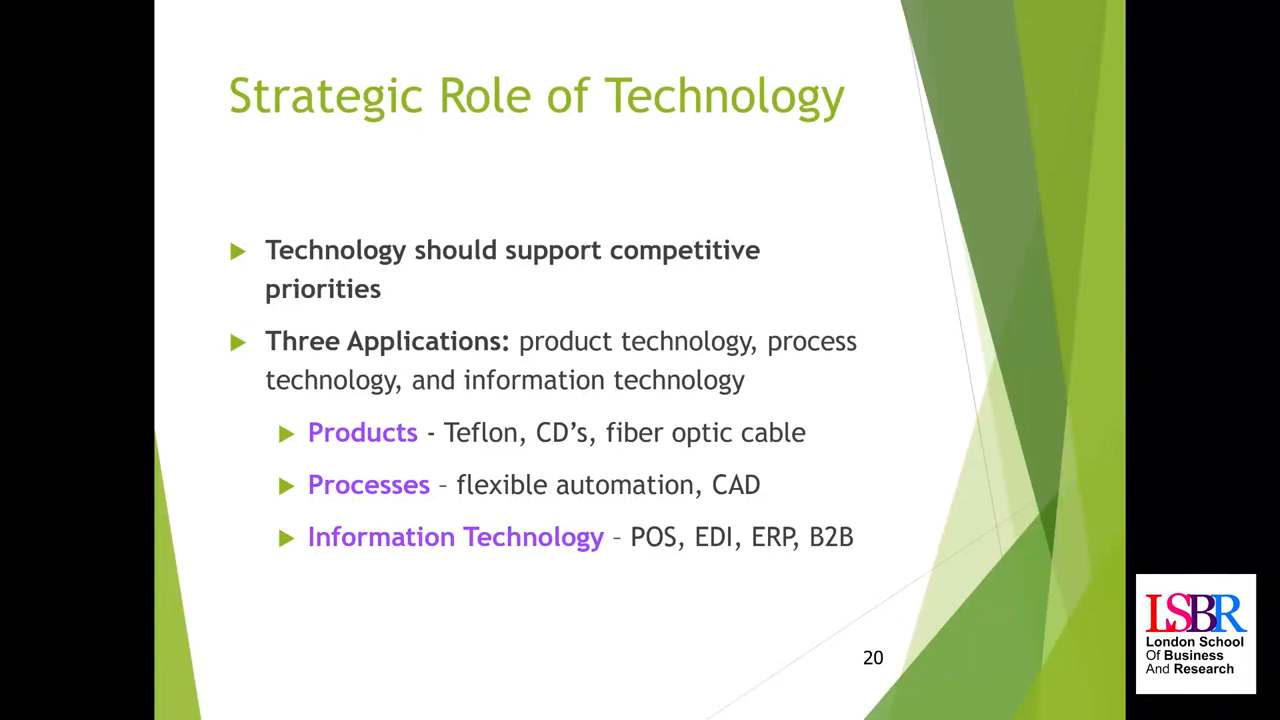 Strategic Role of Technology
Technology should support competitive
priorities
Three Applications: product technology, process
technology, and information technology
Products - Teflon, CD’s, fiber optic cable
Processes – flexible automation, CAD
Information Technology – POS, EDI, ERP, B2B
20
LSBR
London School
Of Business
And Research